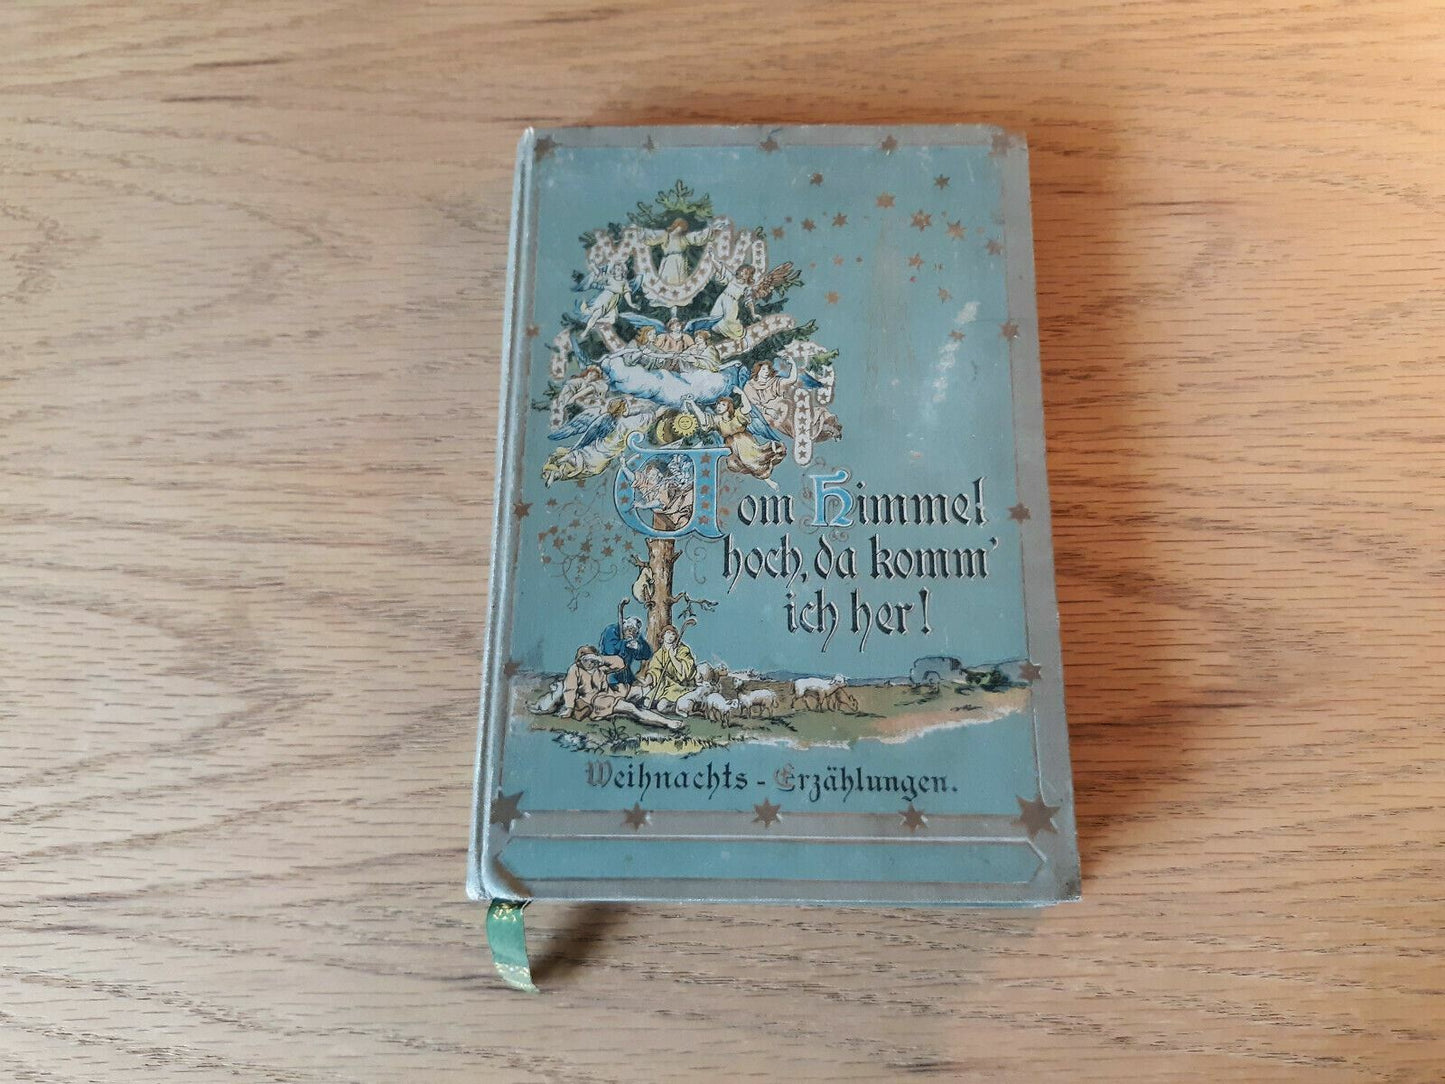 Vom Himmel
hoch, da komm'
ich her!
Weihnachts-Erzählungen.